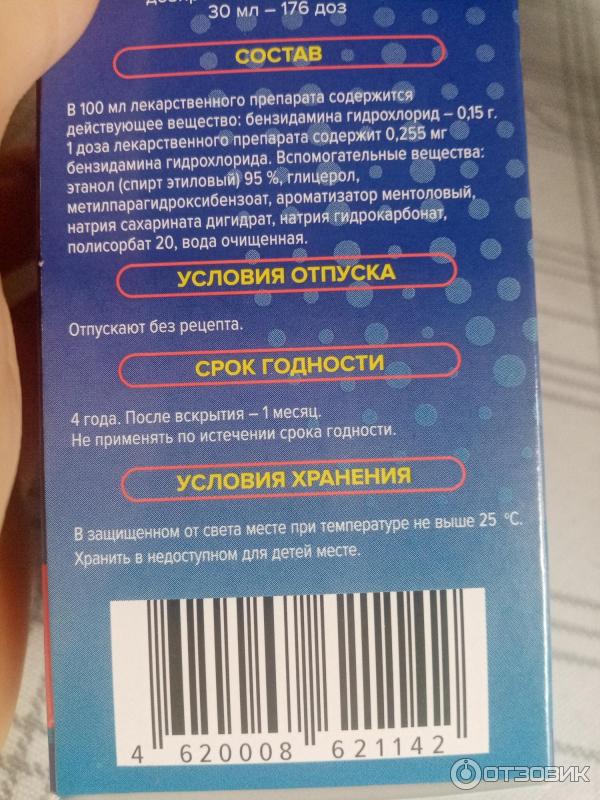 30 мл – 176 доз
СОСТАВ
В 100 мл лекарственного препарата содержится
действующее вещество: бензидамина гидрохлорид – 0,15 г.
1 доза лекарственного препарата содержит 0,255 мг
бензидамина гидрохлорида. Вспомогательные вещества:
этанол (спирт этиловый) 95 %, глицерол,
метилпарагидроксибензоат, ароматизатор ментоловый,
натрия сахарината дигидрат, натрия гидрокарбонат,
полисорбат 20, вода очищенная.
УСЛОВИЯ ОТПУСКА
Отпускают без рецепта.
СРОК ГОДНОСТИ
4 года. После вскрытия – 1 месяц.
Не применять по истечении срока годности.
УСЛОВИЯ ХРАНЕНИЯ
В защищенном от света месте при температуре не выше 25 °С.
Хранить в недоступном для детей месте.
4 620008 621142
ОТЗОВИК